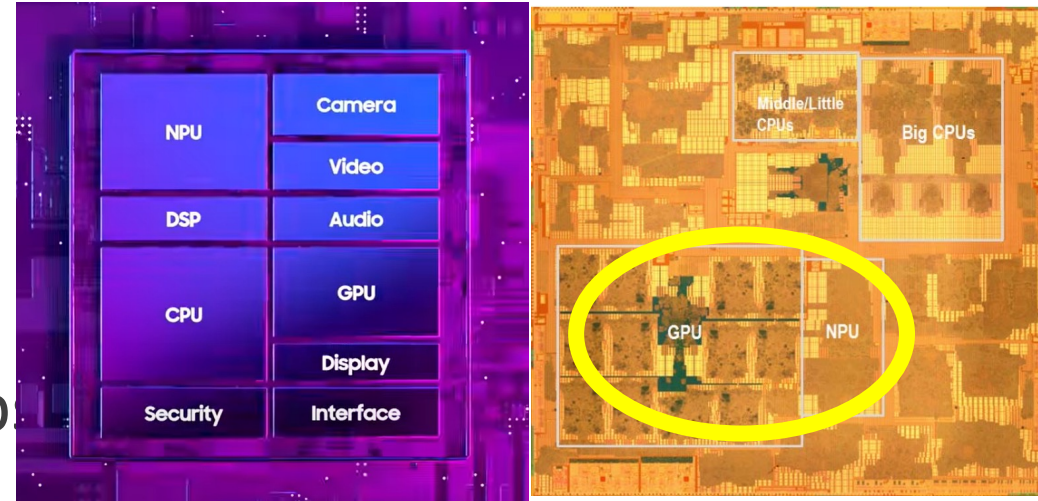 NPU
Camera
Video
DSP
Audio
CPU
GPU
Display
Security
Interface
Middle/Little
CPUs
Big CPUs
GPU
NPU